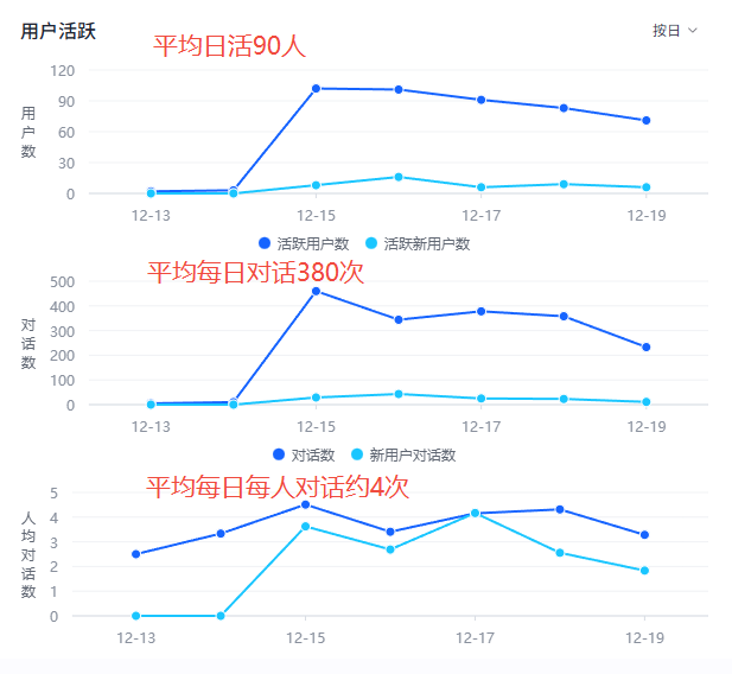 用户活跃
按日
平均日活90人
120
90
60
30
0
用户数
12-13
12-15
12-17
12-19
活跃用户数
活跃新用户数
平均每日对话380次
500
400
300
200
100
0
对话数
12-13
12-15
12-17
12-19
对话数
新用户对话数
平均每日每人对话约4次
5
4
3
2
1
0
人均对话数
12-13
12-15
12-17
12-19